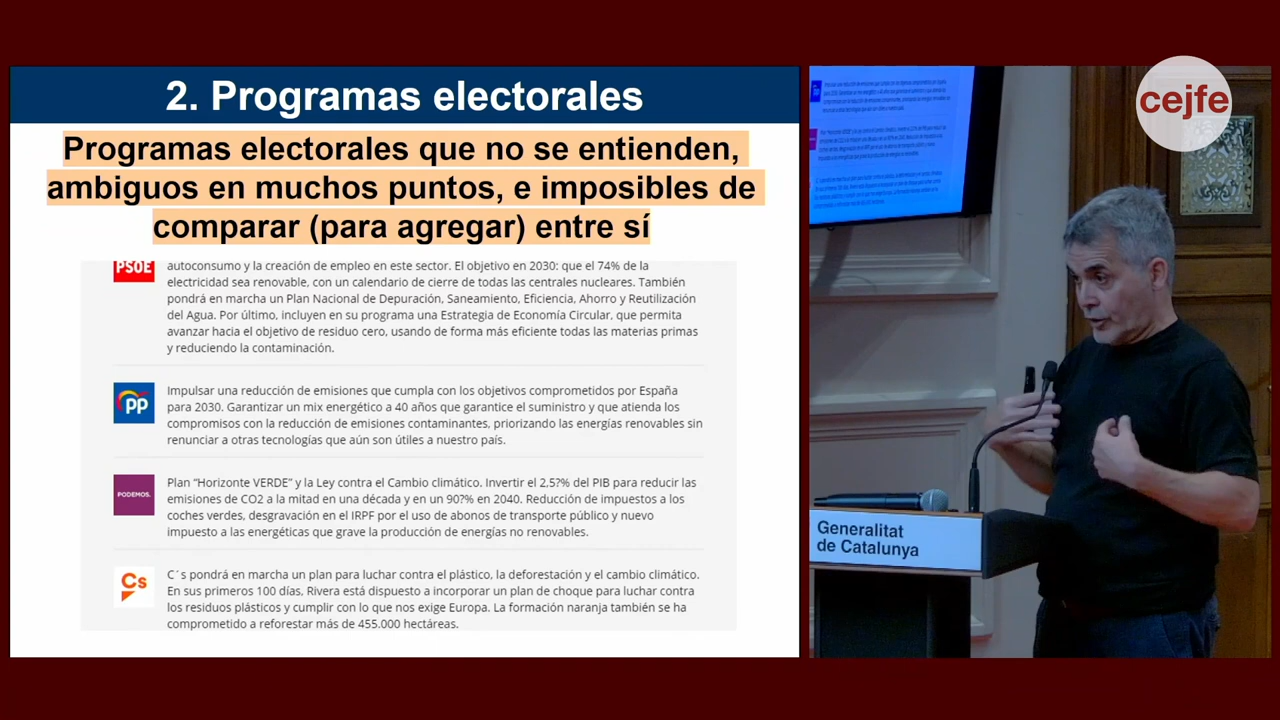 2. Programas electorales
Programas electorales que no se entienden,
ambiguos en muchos puntos, e imposibles de
comparar (para agregar) entre sí
PSOE
autoconsumo y la creación de empleo en este sector. El objetivo en 2030: que el 74% de la
electricidad sea renovable, con un calendario de cierre de todas las centrales nucleares. También
pondrá en marcha un Plan Nacional de Depuración, Saneamiento, Eficiencia, Ahorro y Reutilización
del Agua. Por último, incluyen en su programa una Estrategia de Economía Circular, que permita
avanzar hacia el objetivo de residuo cero, usando de forma más eficiente todas las materias primas
y reduciendo la contaminación.
pp
Impulsar una reducción de emisiones que cumpla con los objetivos comprometidos por España
para 2030. Garantizar un mix energético a 40 años que garantice el suministro y que atienda los
compromisos con la reducción de emisiones contaminantes, priorizando las energías renovables sin
renunciar a otras tecnologías que aún son útiles a nuestro país.
PODEMOS.
Plan “Horizonte VERDE” y la Ley contra el Cambio climático. Invertir el 2,5?% del PIB para reducir las
emisiones de CO2 a la mitad en una década y en un 90?% en 2040. Reducción de impuestos a los
coches verdes, desgravación en el IRPF por el uso de abonos de transporte público y nuevo
impuesto a las energéticas que grave la producción de energías no renovables.
Cs
C´s pondrá en marcha un plan para luchar contra el plástico, la deforestación y el cambio climático.
En sus primeros 100 días, Rivera está dispuesto a incorporar un plan de choque para luchar contra
los residuos plásticos y cumplir con lo que nos exige Europa. La formación naranja también se ha
comprometido a reforestar más de 455.000 hectáreas.
cejfe
Generalitat
de Catalunya